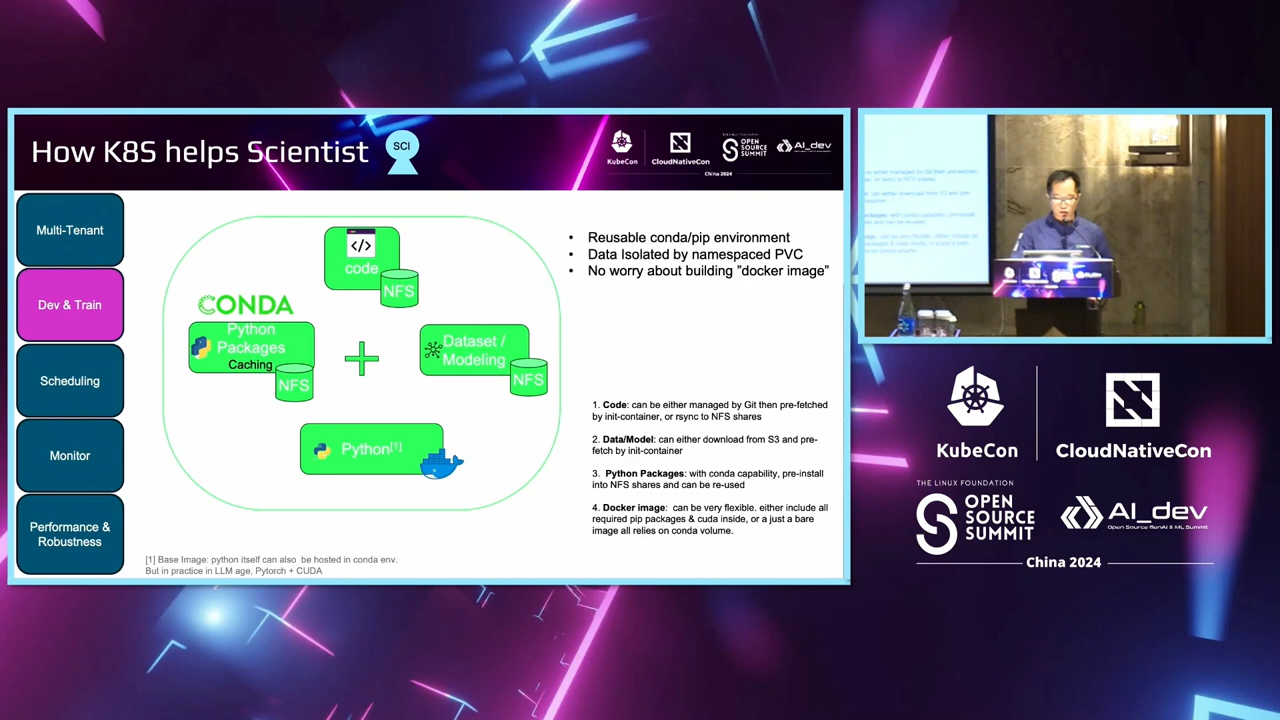 How K8S helps Scientist
SCI
KubeCon
CloudNativeCon
THE LINUX FOUNDATION
OPEN
SOURCE
SUMMIT
AI_dev
China 2024
Multi-Tenant
Dev & Train
Scheduling
Monitor
Performance &
Robustness
</>
code
NFS
CONDA
Python
Packages
Caching
NFS
Dataset /
Modeling
NFS
Python[1]
• Reusable conda/pip environment
• Data Isolated by namespaced PVC
• No worry about building ”docker image”
1. Code: can be either managed by Git then pre-fetched
by init-container, or rsync to NFS shares
2. Data/Model: can either download from S3 and pre-
fetch by init-container
3. Python Packages: with conda capability, pre-install
into NFS shares and can be re-used
4. Docker image: can be very flexible. either include all
required pip packages & cuda inside, or a just a bare
image all relies on conda volume.
[1] Base Image: python itself can also be hosted in conda env.
But in practice in LLM age, Pytorch + CUDA
KubeCon
CloudNativeCon
THE LINUX FOUNDATION
OPEN
SOURCE
SUMMIT
AI_dev
Open Source GenAI & ML Summit
China 2024